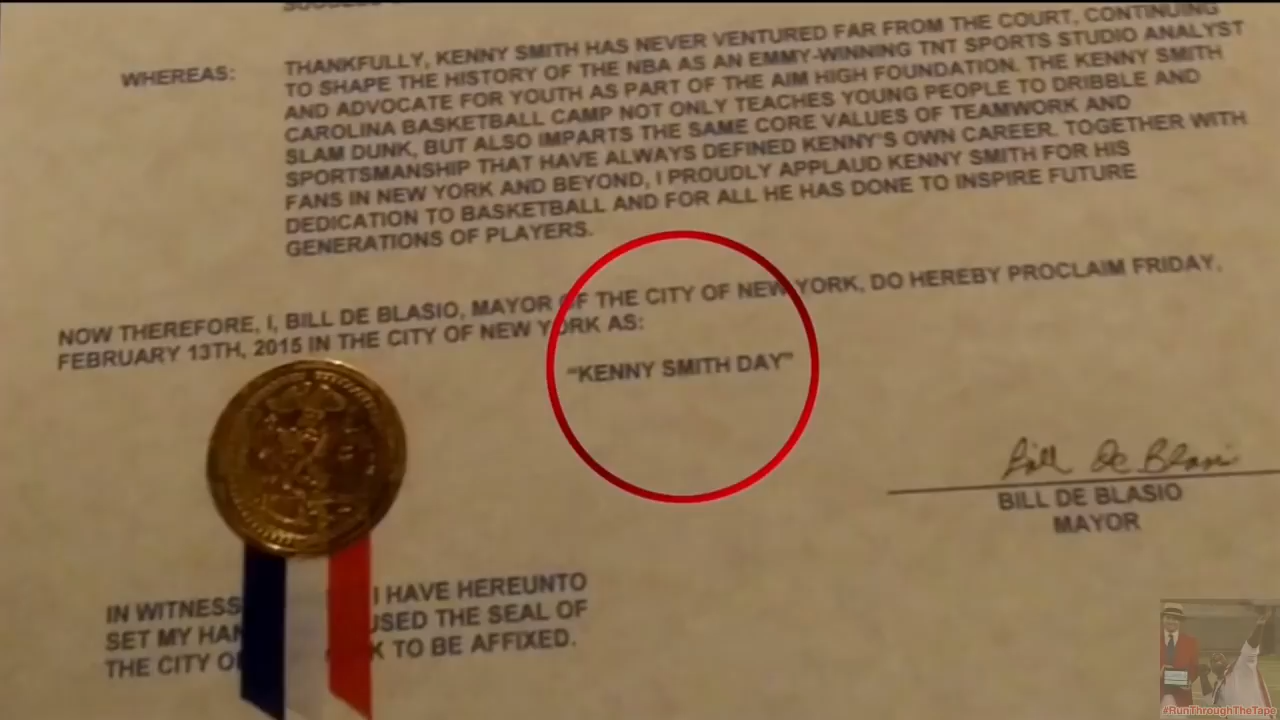 WHEREAS: THANKFULLY, KENNY SMITH HAS NEVER VENTURED FAR FROM THE COURT, CONTINUING
TO SHAPE THE HISTORY OF THE NBA AS AN EMMY-WINNING TNT SPORTS STUDIO ANALYST
AND ADVOCATE FOR YOUTH AS PART OF THE AIM HIGH FOUNDATION. THE KENNY SMITH
CAROLINA BASKETBALL CAMP NOT ONLY TEACHES YOUNG PEOPLE TO DRIBBLE AND
SLAM DUNK, BUT ALSO IMPARTS THE SAME CORE VALUES OF TEAMWORK AND
SPORTSMANSHIP THAT HAVE ALWAYS DEFINED KENNY'S OWN CAREER. TOGETHER WITH
FANS IN NEW YORK AND BEYOND, I PROUDLY APPLAUD KENNY SMITH FOR HIS
DEDICATION TO BASKETBALL AND FOR ALL HE HAS DONE TO INSPIRE FUTURE
GENERATIONS OF PLAYERS.
NOW THEREFORE, I, BILL DE BLASIO, MAYOR OF THE CITY OF NEW YORK, DO HEREBY PROCLAIM FRIDAY,
FEBRUARY 13TH, 2015 IN THE CITY OF NEW YORK AS:
"KENNY SMITH DAY"
Bill De Blasio
BILL DE BLASIO
MAYOR
IN WITNESS I HAVE HEREUNTO
SET MY HAN USED THE SEAL OF
THE CITY O K TO BE AFFIXED.
#RunThroughTheTape